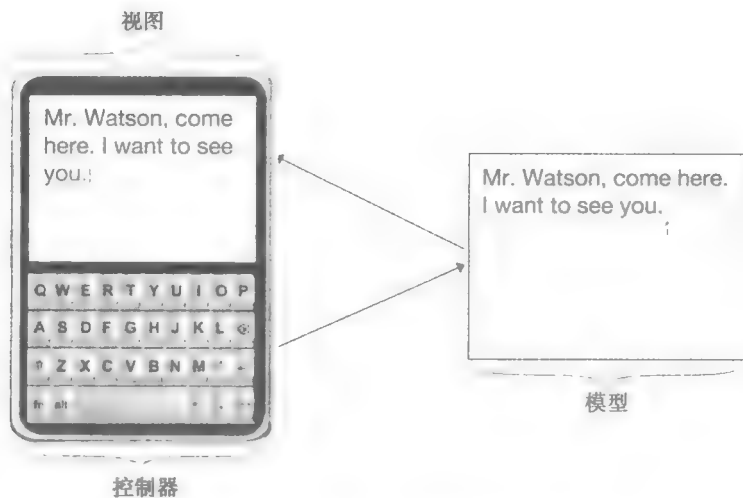 视图
Mr. Watson, come
here. I want to see
you.
Mr. Watson, come here.
I want to see you.
Q W E R T Y U I O P
A S D F G H J K L
Z X C V B N M
alt
模型
控制器